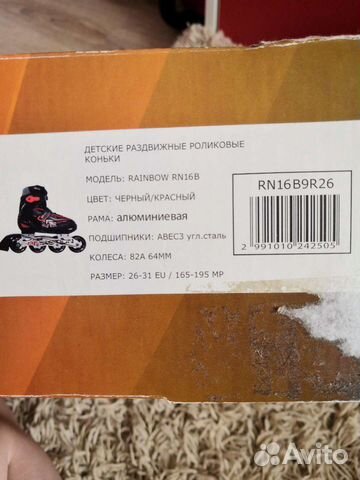 ДЕТСКИЕ РАЗДВИЖНЫЕ РОЛИКОВЫЕ
КОНЬКИ
МОДЕЛЬ: RAINBOW RN16B
ЦВЕТ: ЧЕРНЫЙ/КРАСНЫЙ
РАМА: алюминиевая
ПОДШИПНИКИ: ABEC3 угл.сталь
КОЛЕСА: 82A 64MM
РАЗМЕР: 26-31 EU / 165-195 МР
RN16B9R26
2 991010 242505
Avito